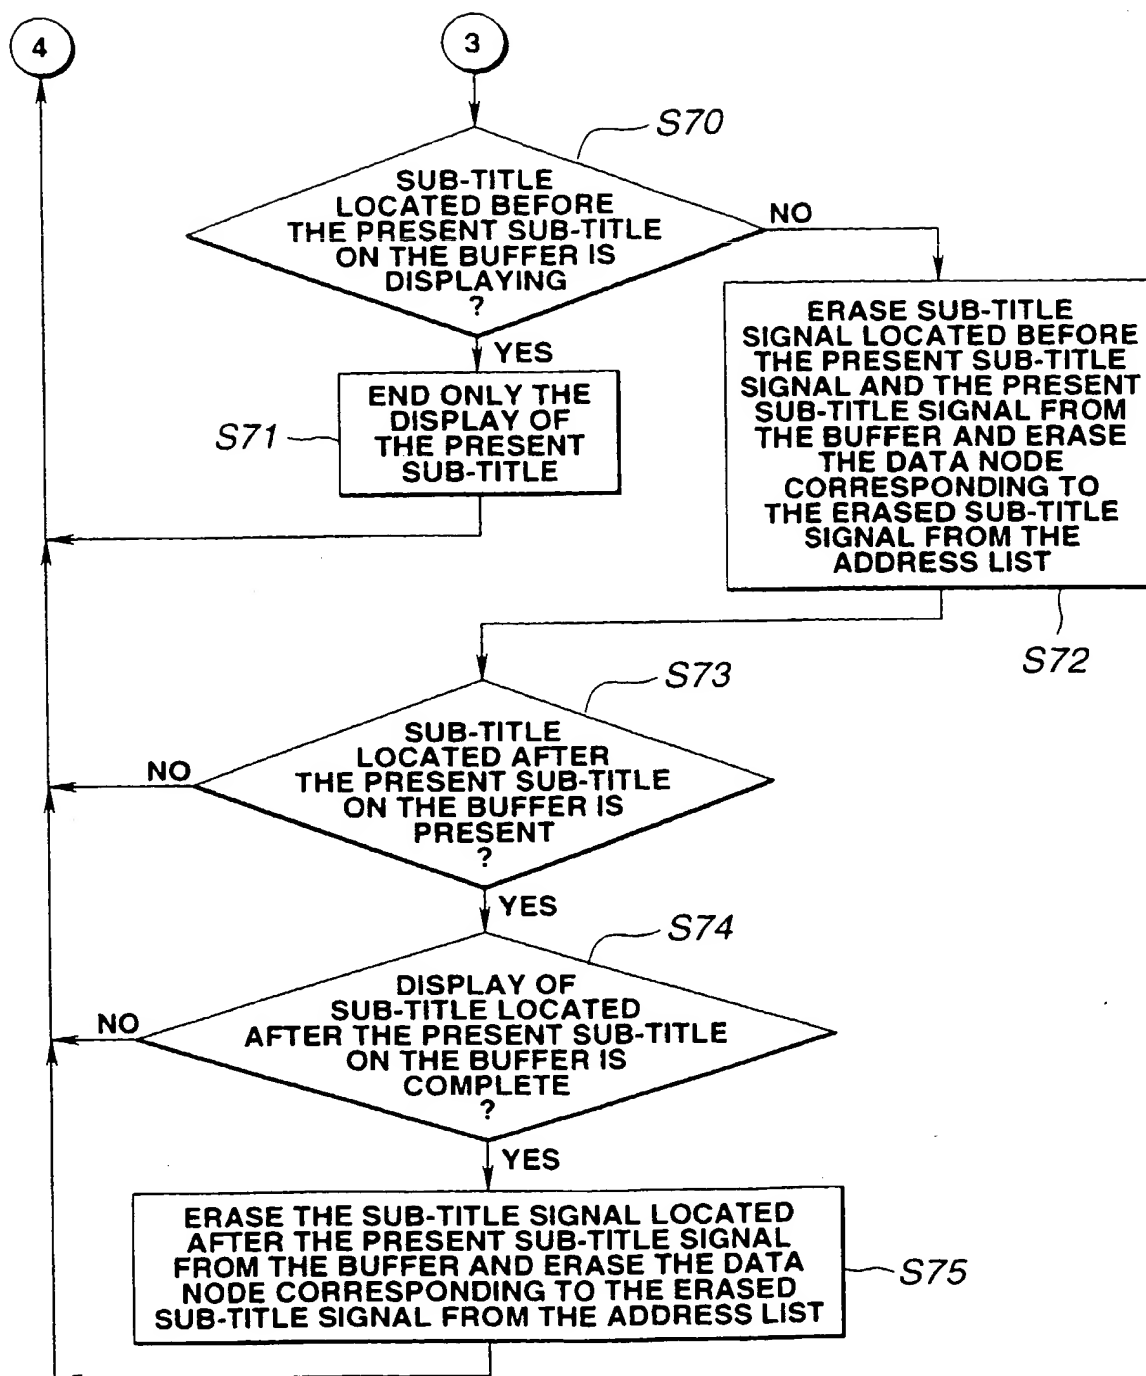 4
3
S70
SUB-TITLE
LOCATED BEFORE
THE PRESENT SUB-TITLE
ON THE BUFFER IS
DISPLAYING
?
NO
YES
END ONLY THE
DISPLAY OF
THE PRESENT
SUB-TITLE
S71
ERASE SUB-TITLE
SIGNAL LOCATED BEFORE
THE PRESENT SUB-TITLE
SIGNAL AND THE PRESENT
SUB-TITLE SIGNAL FROM
THE BUFFER AND ERASE
THE DATA NODE
CORRESPONDING TO
THE ERASED SUB-TITLE
SIGNAL FROM THE
ADDRESS LIST
S72
S73
SUB-TITLE
LOCATED AFTER
THE PRESENT SUB-TITLE
ON THE BUFFER IS
PRESENT
?
NO
YES
S74
DISPLAY OF
SUB-TITLE LOCATED
AFTER THE PRESENT SUB-TITLE
ON THE BUFFER IS
COMPLETE
?
NO
YES
ERASE THE SUB-TITLE SIGNAL LOCATED
AFTER THE PRESENT SUB-TITLE SIGNAL
FROM THE BUFFER AND ERASE THE DATA
NODE CORRESPONDING TO THE ERASED
SUB-TITLE SIGNAL FROM THE ADDRESS LIST
S75